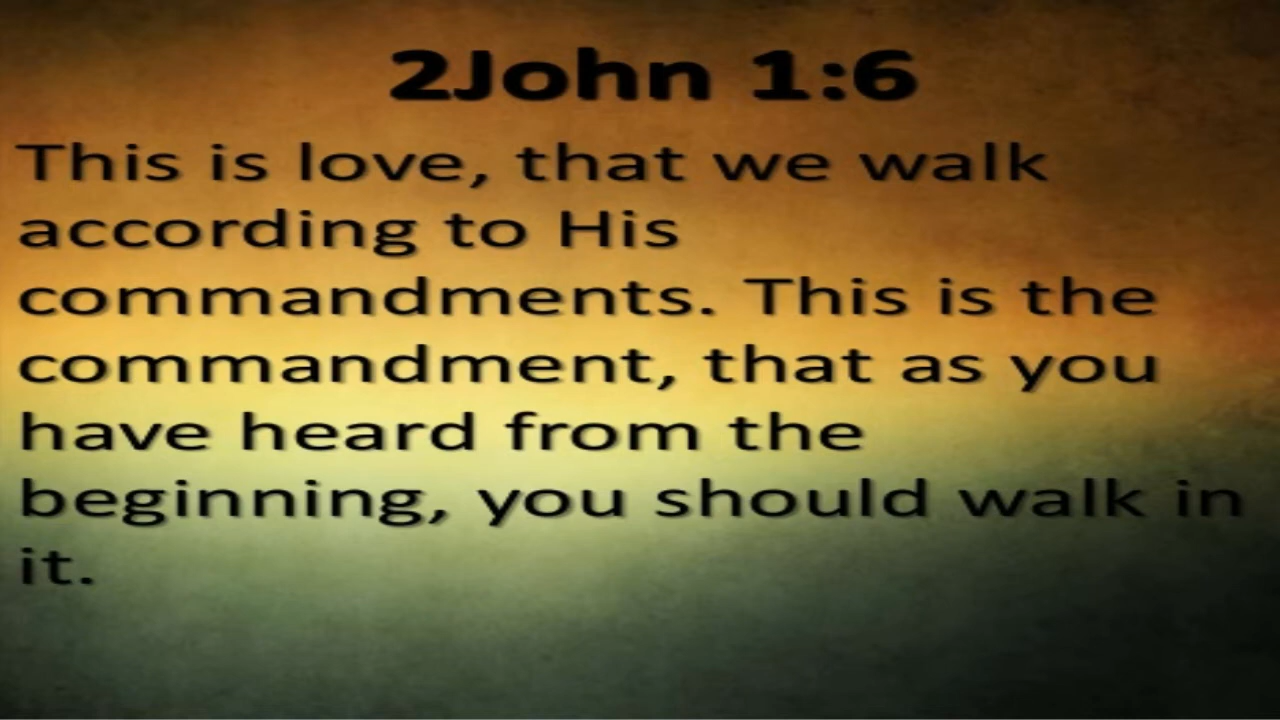 2John 1:6
This is love, that we walk
according to His
commandments. This is the
commandment, that as you
have heard from the
beginning, you should walk in
it.